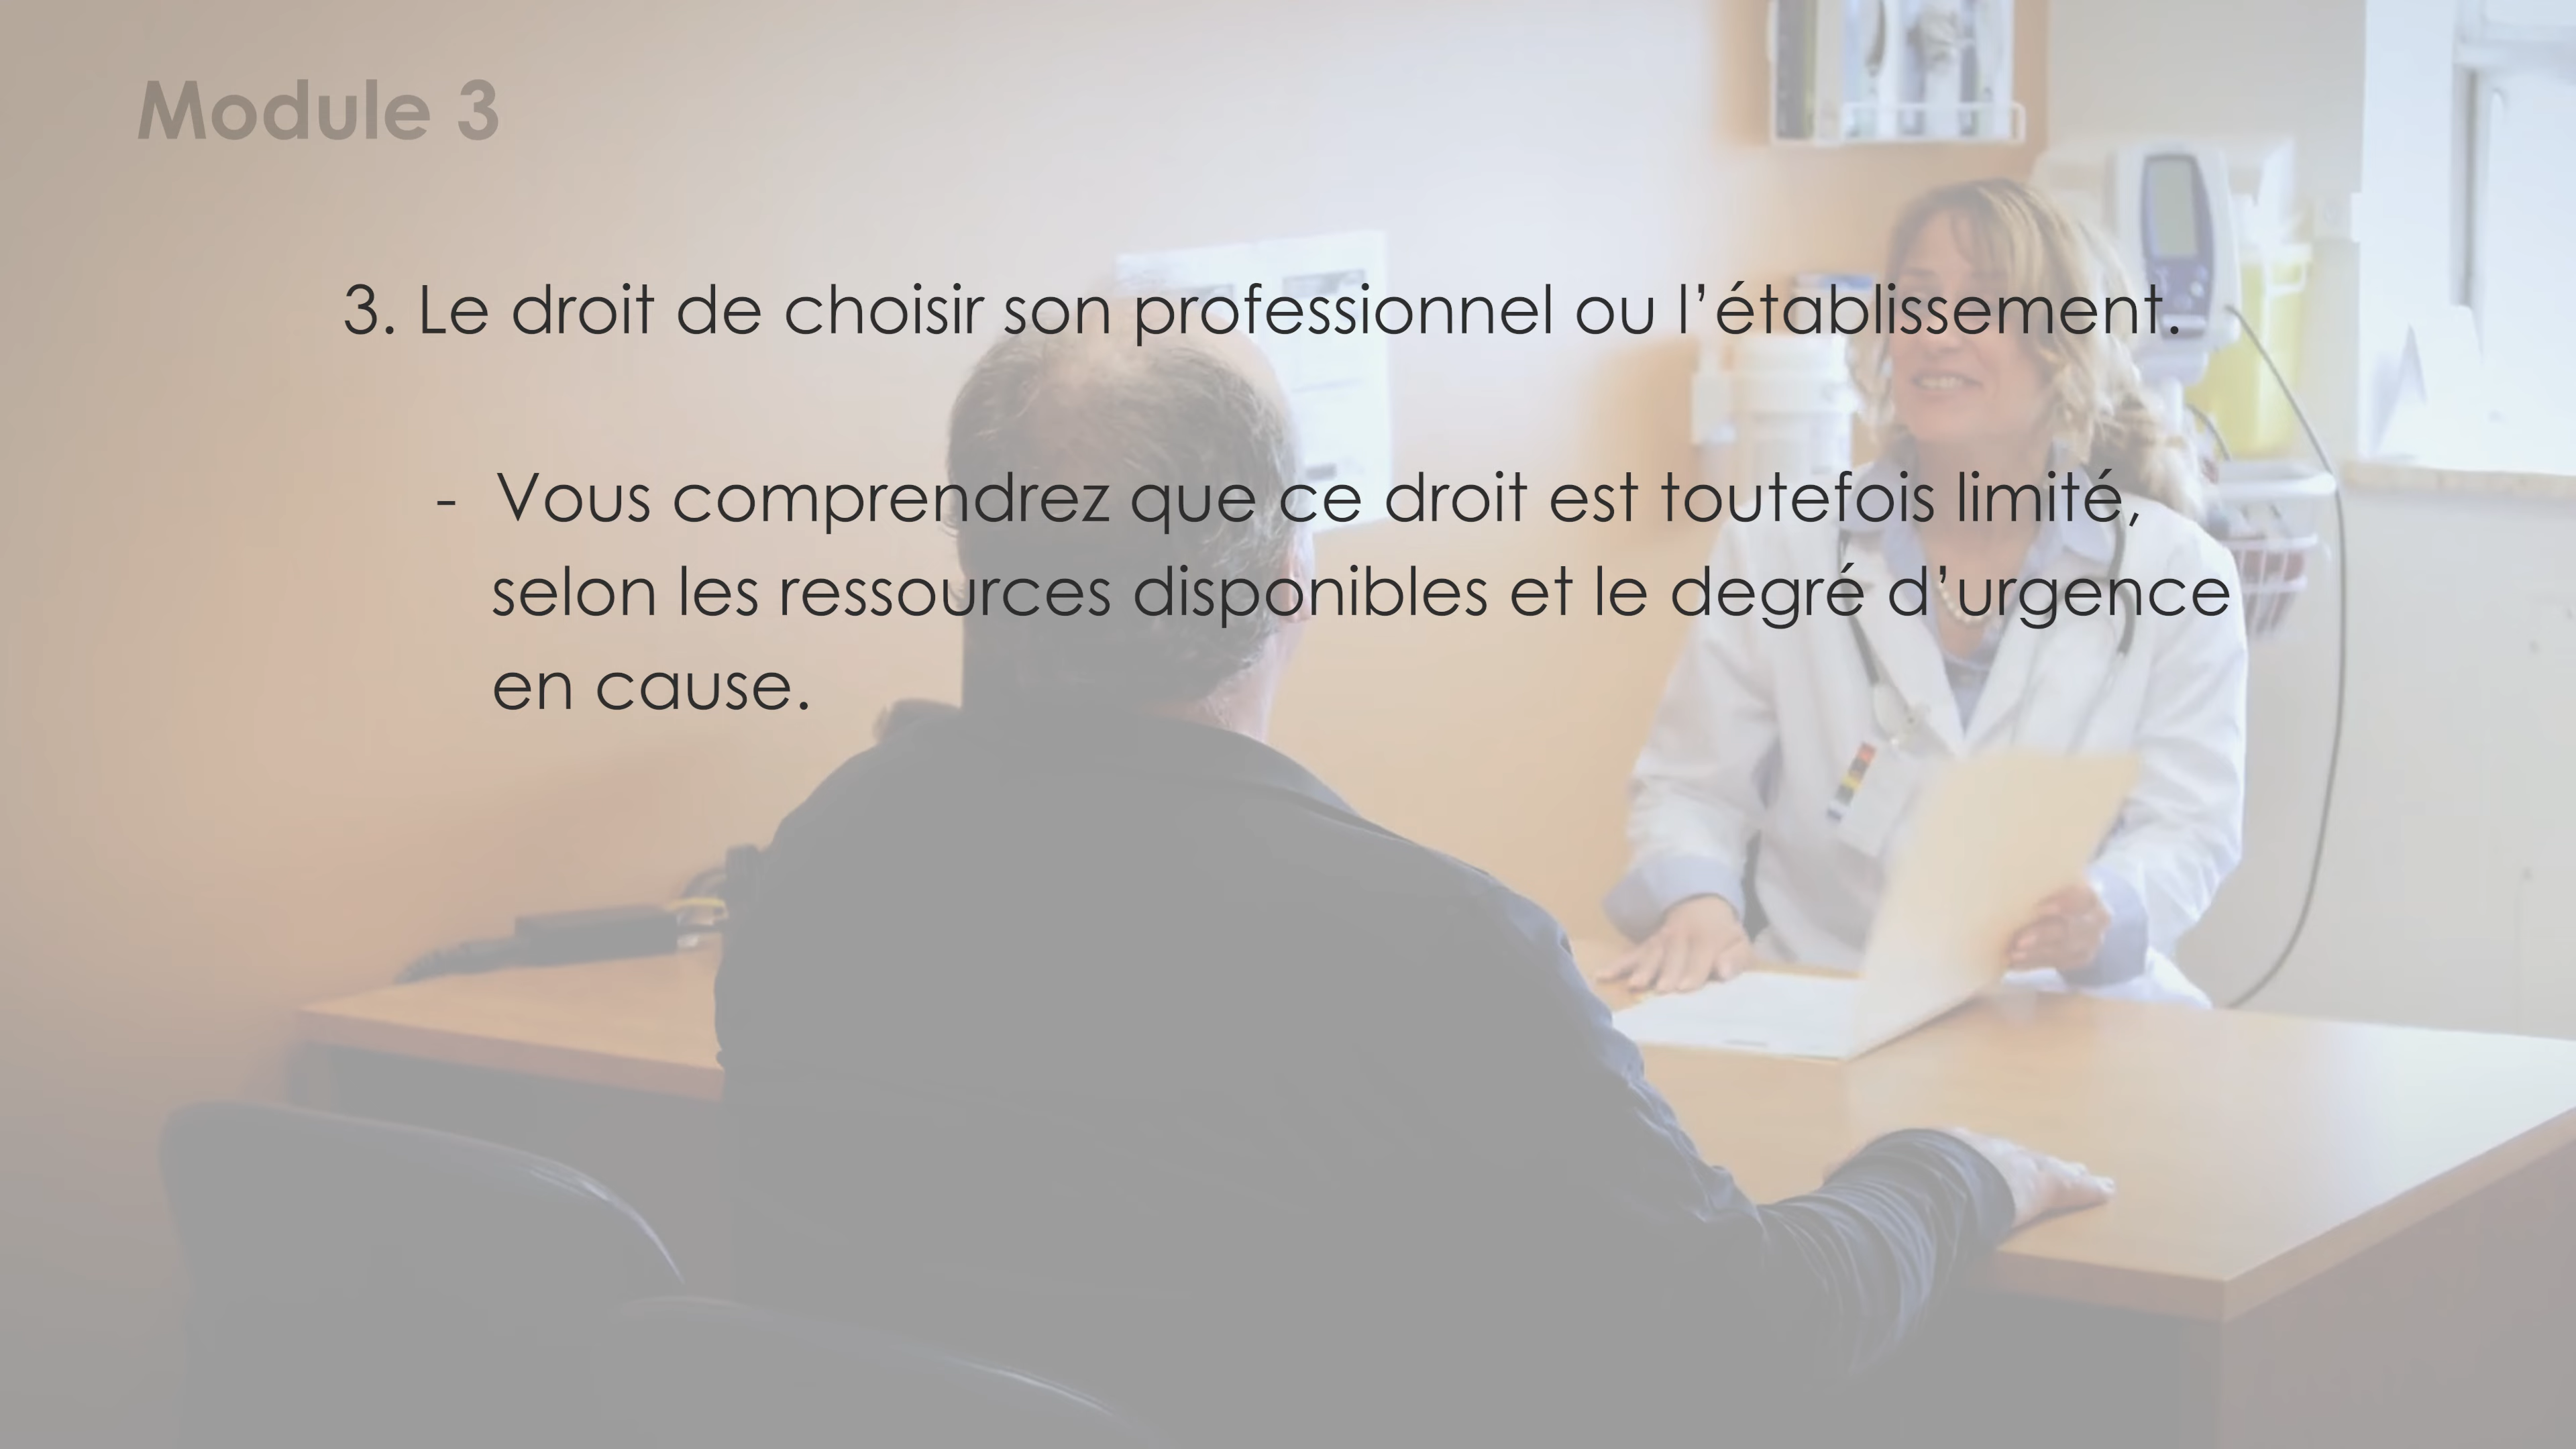 Module 3
3. Le droit de choisir son professionnel ou l’établissement.
- Vous comprendrez que ce droit est toutefois limité,
selon les ressources disponibles et le degré d’urgence
en cause.